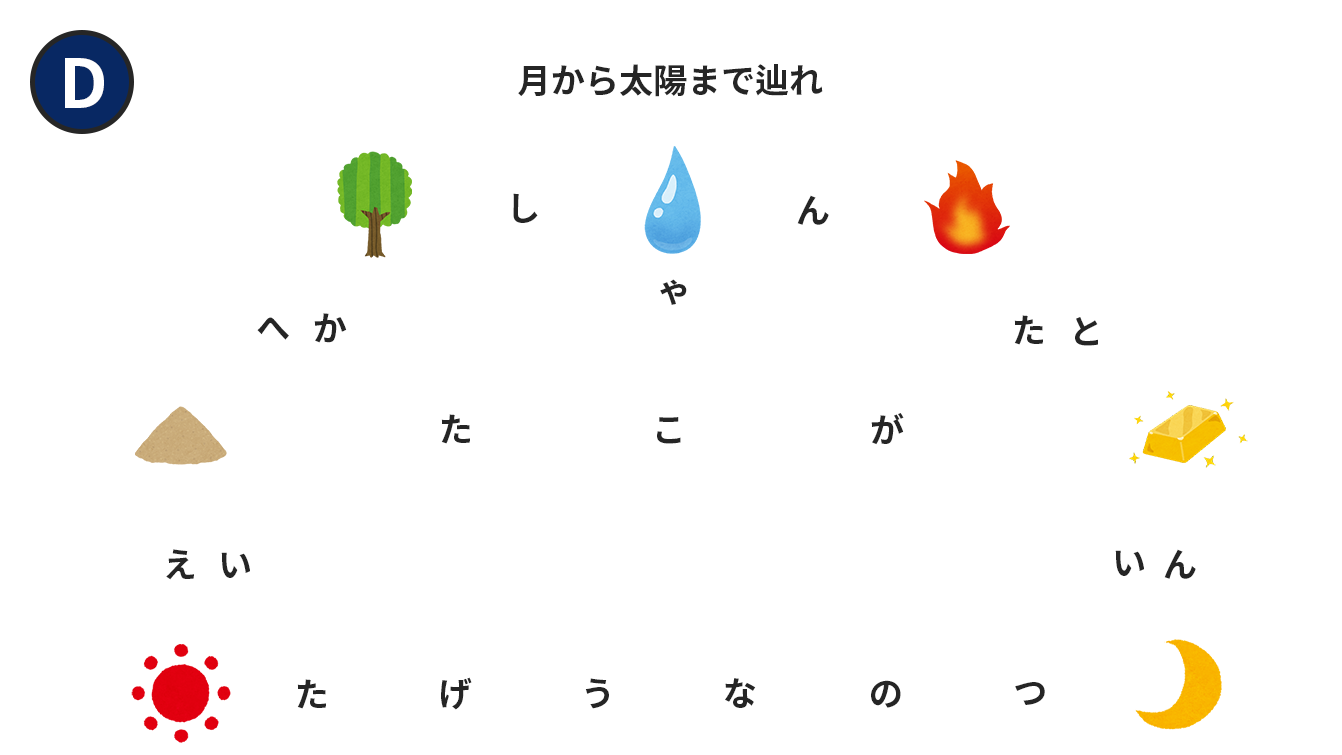 D
月から太陽まで辿れ
し ん
ゃ
へ か た と
た こ が
え い い ん
た げ う な の つ